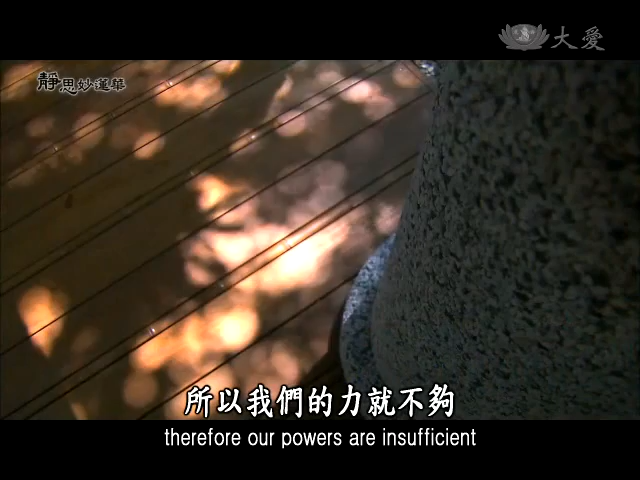 大愛
靜思妙蓮華
所以我們的力就不夠
therefore our powers are insufficient